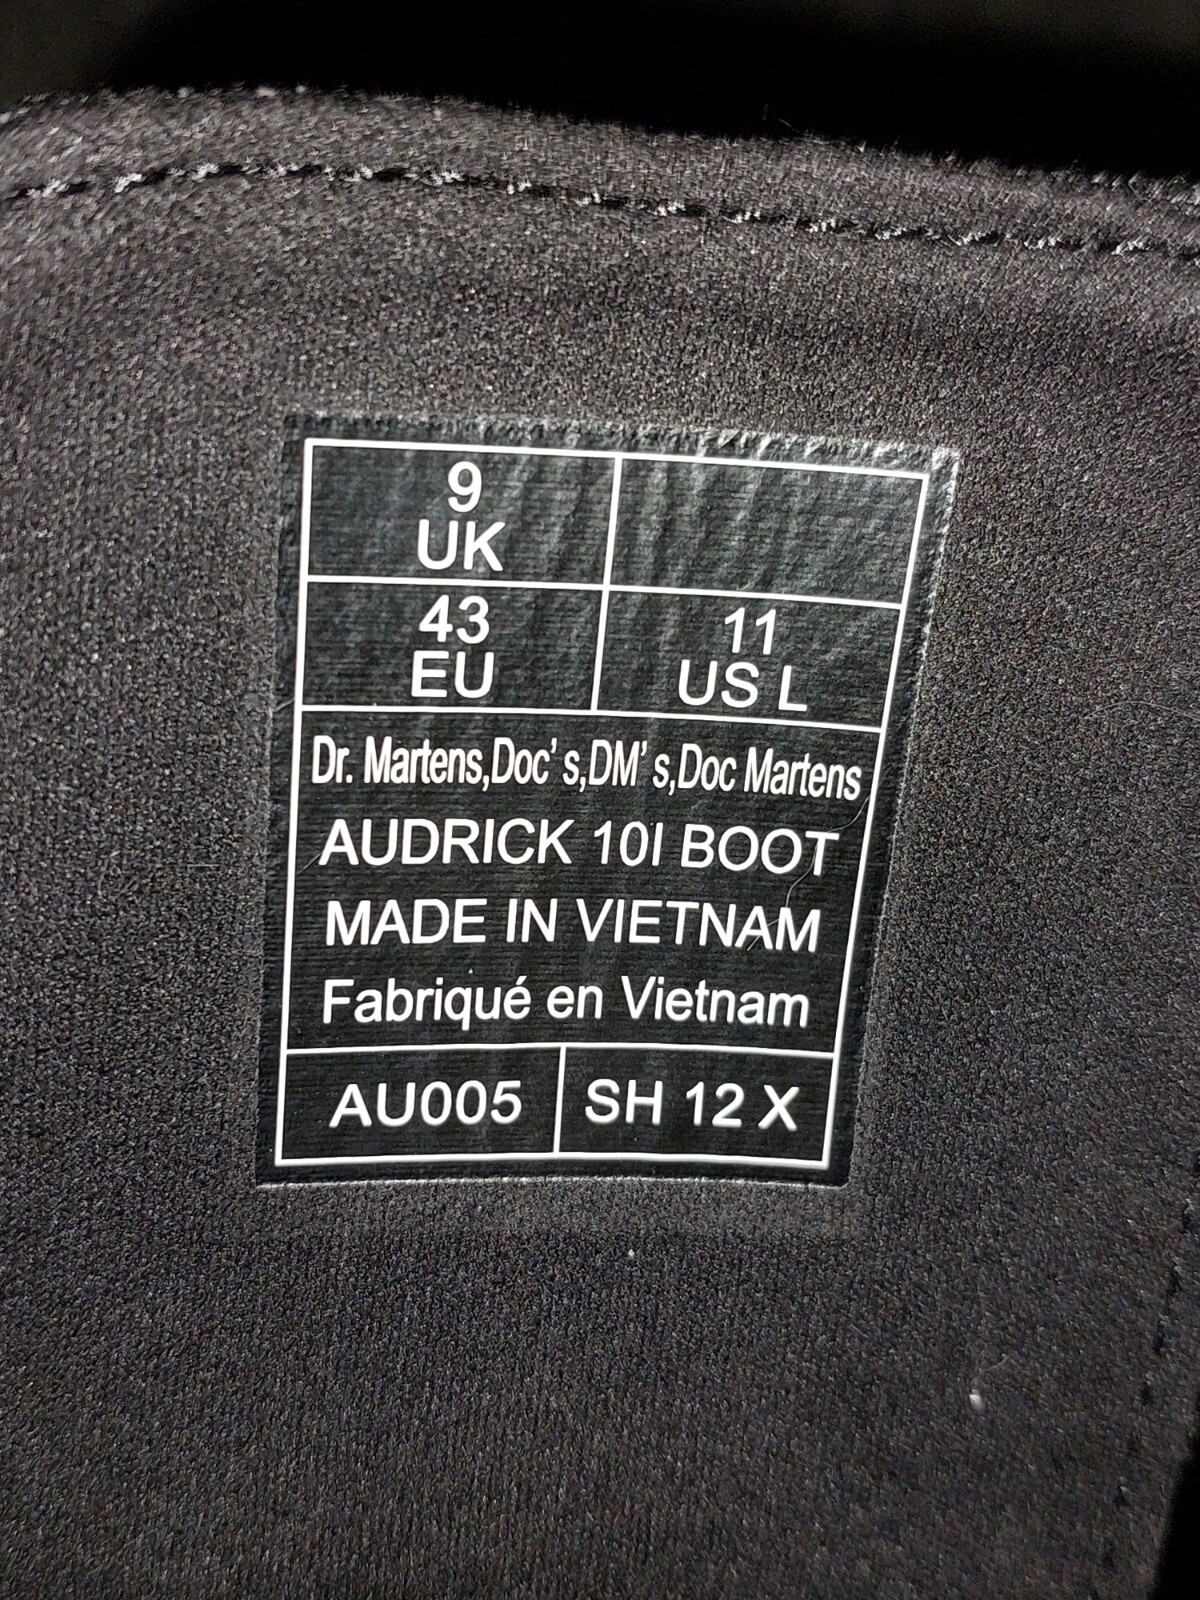 9
UK
43
EU
11
US L
Dr. Martens,Doc's,DM's,Doc Martens
AUDRICK 10I BOOT
MADE IN VIETNAM
Fabriqué en Vietnam
AU005
SH 12 X